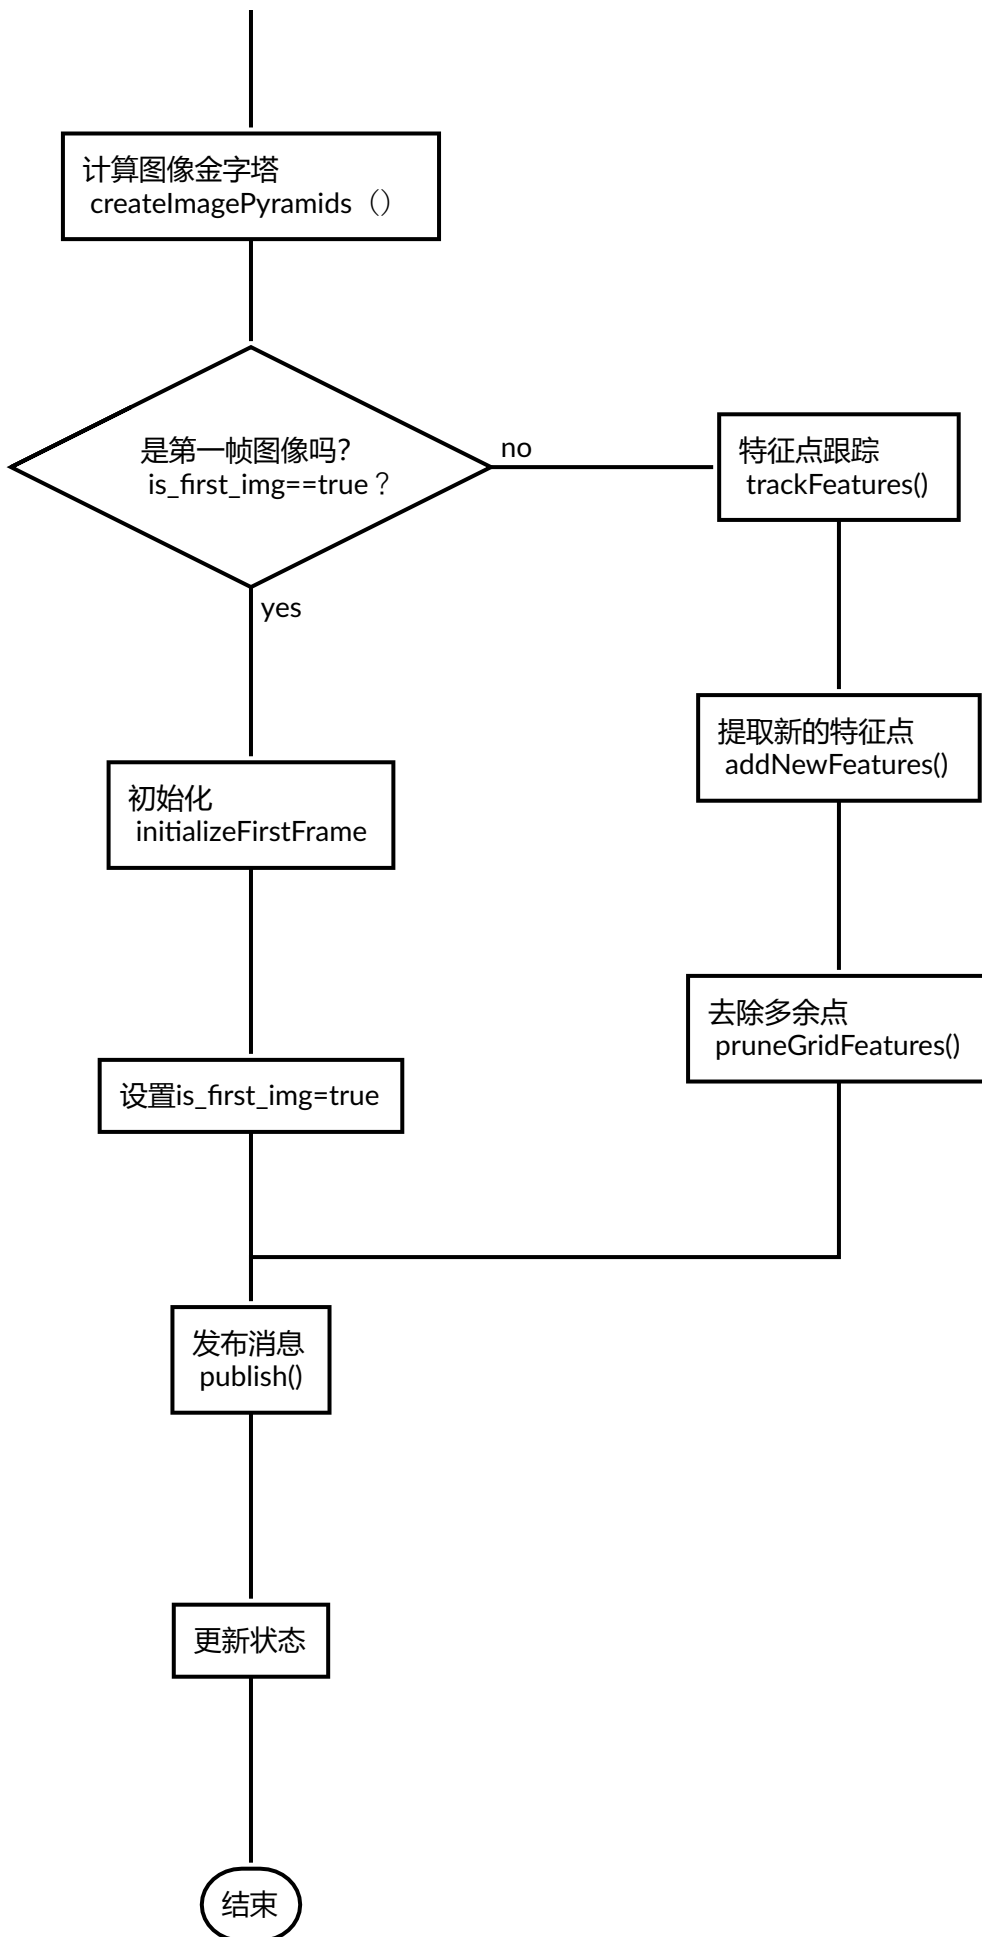 计算图像金字塔
createImagePyramids（）
是第一帧图像吗？
is_first_img==true？
no
特征点跟踪
trackFeatures()
yes
提取新的特征点
addNewFeatures()
初始化
initializeFirstFrame
去除多余点
pruneGridFeatures()
设置is_first_img=true
发布消息
publish()
更新状态
结束